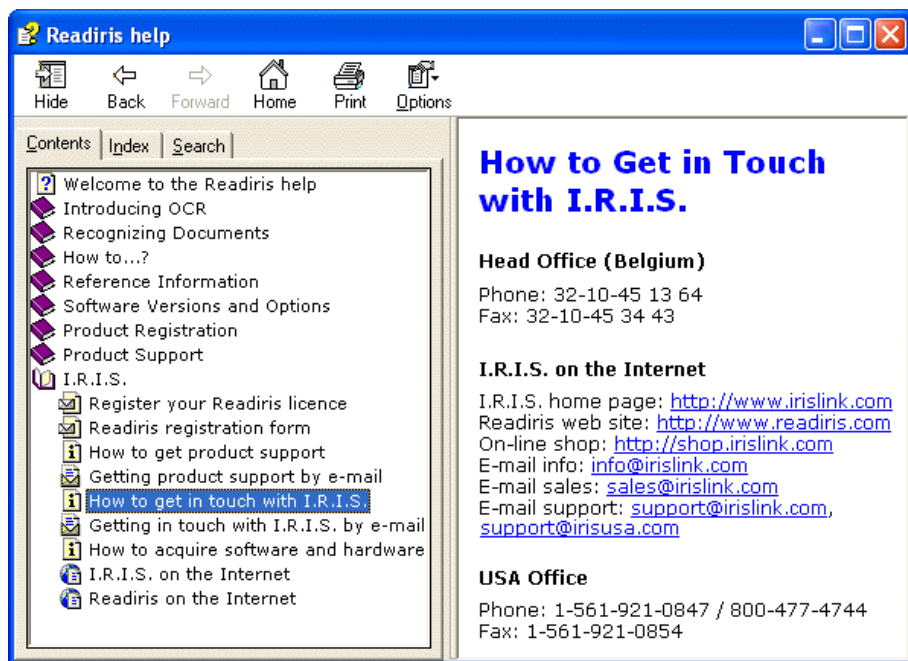 Readiris help
Hide Back Forward Home Print Options
Contents Index Search
Welcome to the Readiris help
Introducing OCR
Recognizing Documents
How to...?
Reference Information
Software Versions and Options
Product Registration
Product Support
I.R.I.S.
Register your Readiris licence
Readiris registration form
How to get product support
Getting product support by e-mail
How to get in touch with I.R.I.S.
Getting in touch with I.R.I.S. by e-mail
How to acquire software and hardware
I.R.I.S. on the Internet
Readiris on the Internet
How to Get in Touch
with I.R.I.S.
Head Office (Belgium)
Phone: 32-10-45 13 64
Fax: 32-10-45 34 43
I.R.I.S. on the Internet
I.R.I.S. home page: http://www.irislink.com
Readiris web site: http://www.readiris.com
On-line shop: http://shop.irislink.com
E-mail info: info@irislink.com
E-mail sales: sales@irislink.com
E-mail support: support@irislink.com,
support@irisusa.com
USA Office
Phone: 1-561-921-0847 / 800-477-4744
Fax: 1-561-921-0854